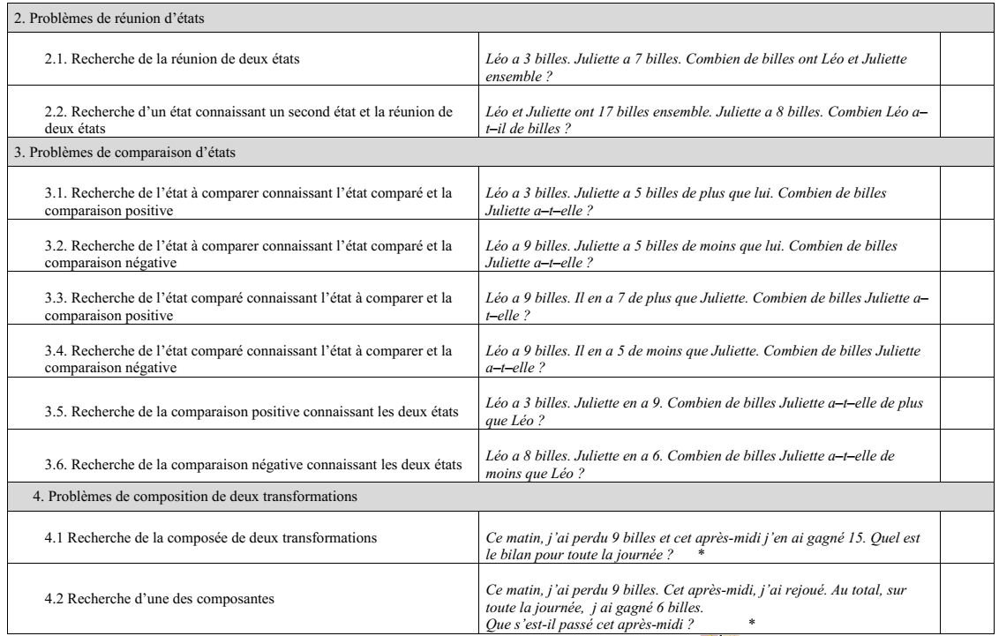 2. Problèmes de réunion d'états
2.1. Recherche de la réunion de deux états
Léo a 3 billes. Juliette a 7 billes. Combien de billes ont Léo et Juliette
ensemble ?
2.2. Recherche d'un état connaissant un second état et la réunion de
deux états
Léo et Juliette ont 17 billes ensemble. Juliette a 8 billes. Combien Léo a–
t–il de billes ?
3. Problèmes de comparaison d'états
3.1. Recherche de l'état à comparer connaissant l'état comparé et la
comparaison positive
Léo a 3 billes. Juliette a 5 billes de plus que lui. Combien de billes
Juliette a–t–elle ?
3.2. Recherche de l'état à comparer connaissant l'état comparé et la
comparaison négative
Léo a 9 billes. Juliette a 5 billes de moins que lui. Combien de billes
Juliette a–t–elle ?
3.3. Recherche de l'état comparé connaissant l'état à comparer et la
comparaison positive
Léo a 9 billes. Il en a 7 de plus que Juliette. Combien de billes Juliette a–
t–elle ?
3.4. Recherche de l'état comparé connaissant l'état à comparer et la
comparaison négative
Léo a 9 billes. Il en a 5 de moins que Juliette. Combien de billes Juliette
a–t–elle ?
3.5. Recherche de la comparaison positive connaissant les deux états
Léo a 3 billes. Juliette en a 9. Combien de billes Juliette a–t–elle de plus
que Léo ?
3.6. Recherche de la comparaison négative connaissant les deux états
Léo a 8 billes. Juliette en a 6. Combien de billes Juliette a–t–elle de
moins que Léo ?
4. Problèmes de composition de deux transformations
4.1 Recherche de la composée de deux transformations
Ce matin, j'ai perdu 9 billes et cet après-midi j'en ai gagné 15. Quel est
le bilan pour toute la journée ? *
4.2 Recherche d'une des composantes
Ce matin, j'ai perdu 9 billes. Cet après-midi, j'ai rejoué. Au total, sur
toute la journée, j ai gagné 6 billes.
Que s'est-il passé cet après-midi ? *